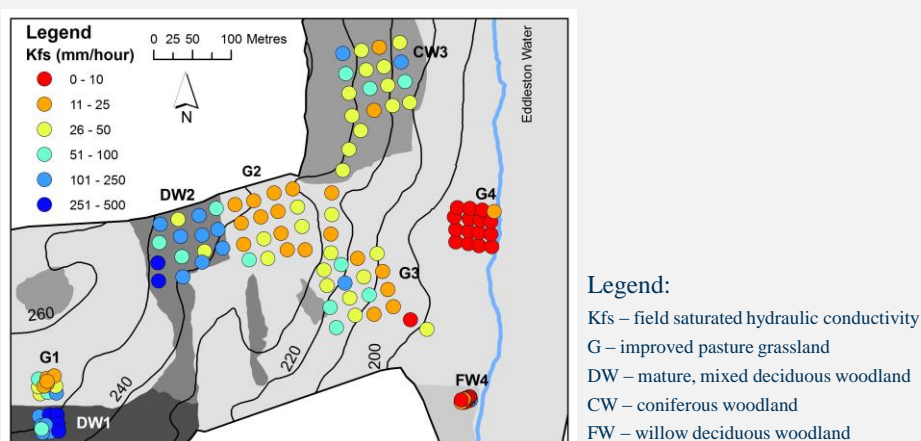 Legend
Kfs (mm/hour)
0 - 10
11 - 25
26 - 50
51 - 100
101 - 250
251 - 500
0 25 50 100 Metres
N
CW3
Eddleston Water
G2
DW2
G4
G3
260
220
200
G1
240
DW1
FW4
Legend:
Kfs – field saturated hydraulic conductivity
G – improved pasture grassland
DW – mature, mixed deciduous woodland
CW – coniferous woodland
FW – willow deciduous woodland